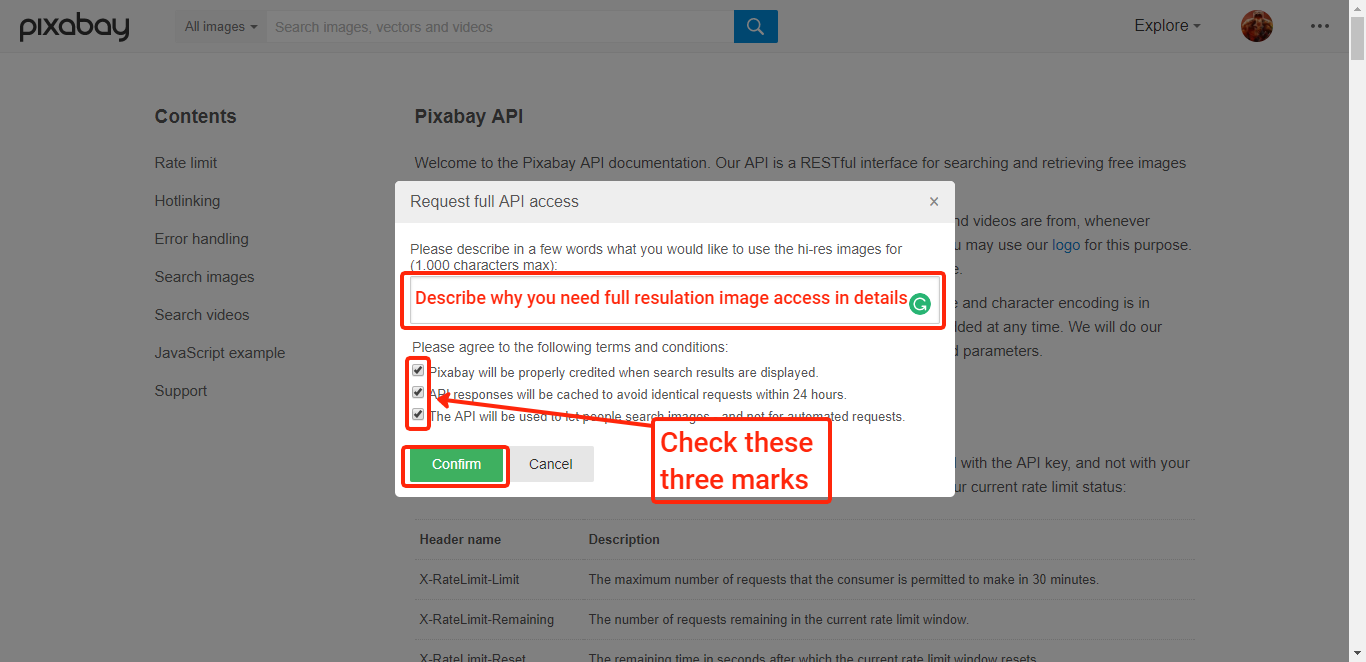 pixabay
All images
Search images, vectors and videos
Explore
Contents
Rate limit
Hotlinking
Error handling
Search images
Search videos
JavaScript example
Support
Pixabay API
Welcome to the Pixabay API documentation. Our API is a RESTful interface for searching and retrieving free images
and videos are from, whenever
may use our logo for this purpose.
and character encoding is in
at any time. We will do our
parameters.
Request full API access
×
Please describe in a few words what you would like to use the hi-res images for
(1.000 characters max):
Describe why you need full resulation image access in details
Please agree to the following terms and conditions:
Pixabay will be properly credited when search results are displayed.
API responses will be cached to avoid identical requests within 24 hours.
The API will be used to let people search images - and not for automated requests.
Check these
three marks
Confirm
Cancel
with the API key, and not with your
current rate limit status:
Header name Description
X-RateLimit-Limit The maximum number of requests that the consumer is permitted to make in 30 minutes.
X-RateLimit-Remaining The number of requests remaining in the current rate limit window.
X-RateLimit-Reset The remaining time in seconds after which the current rate limit window resets